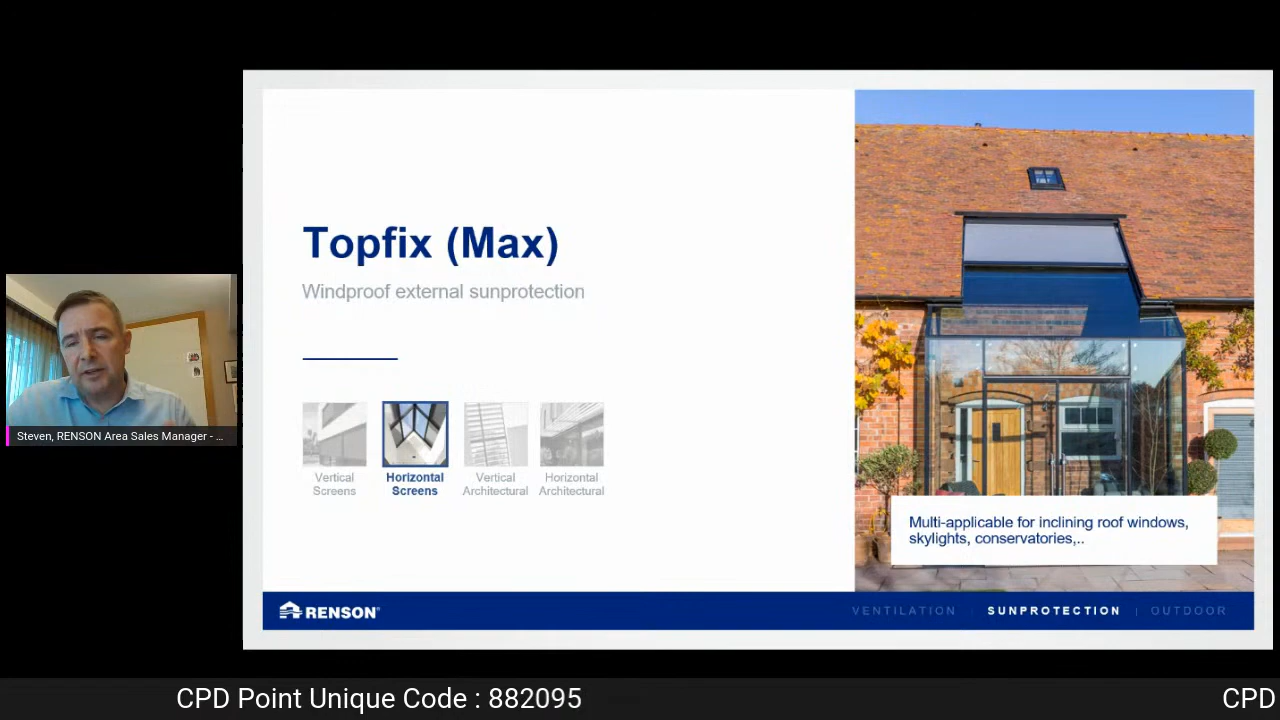 Topfix (Max)
Windproof external sunprotection
Vertical
Screens
Horizontal
Screens
Vertical
Architectural
Horizontal
Architectural
Multi-applicable for inclining roof windows,
skylights, conservatories,..
RENSON
VENTILATION | SUNPROTECTION | OUTDOOR
Steven, RENSON Area Sales Manager - ...
CPD Point Unique Code : 882095
CPD